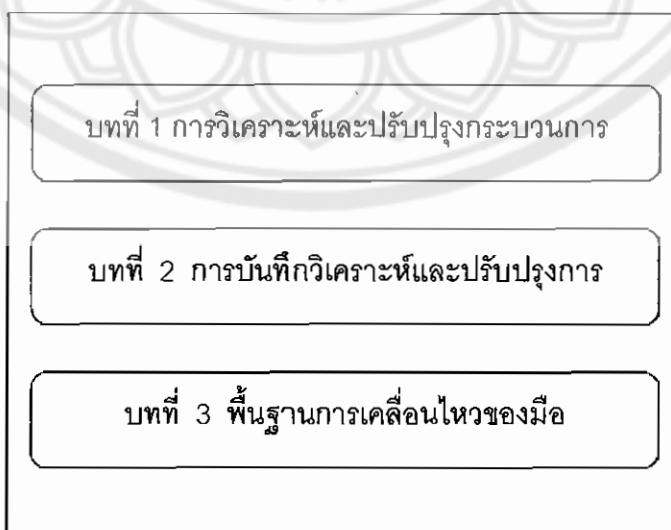 บทที่ 1 การวิเคราะห์และปรับปรุงกระบวนการ
บทที่ 2 การบันทึกวิเคราะห์และปรับปรุงการ
บทที่ 3 พื้นฐานการเคลื่อนไหวของมือ